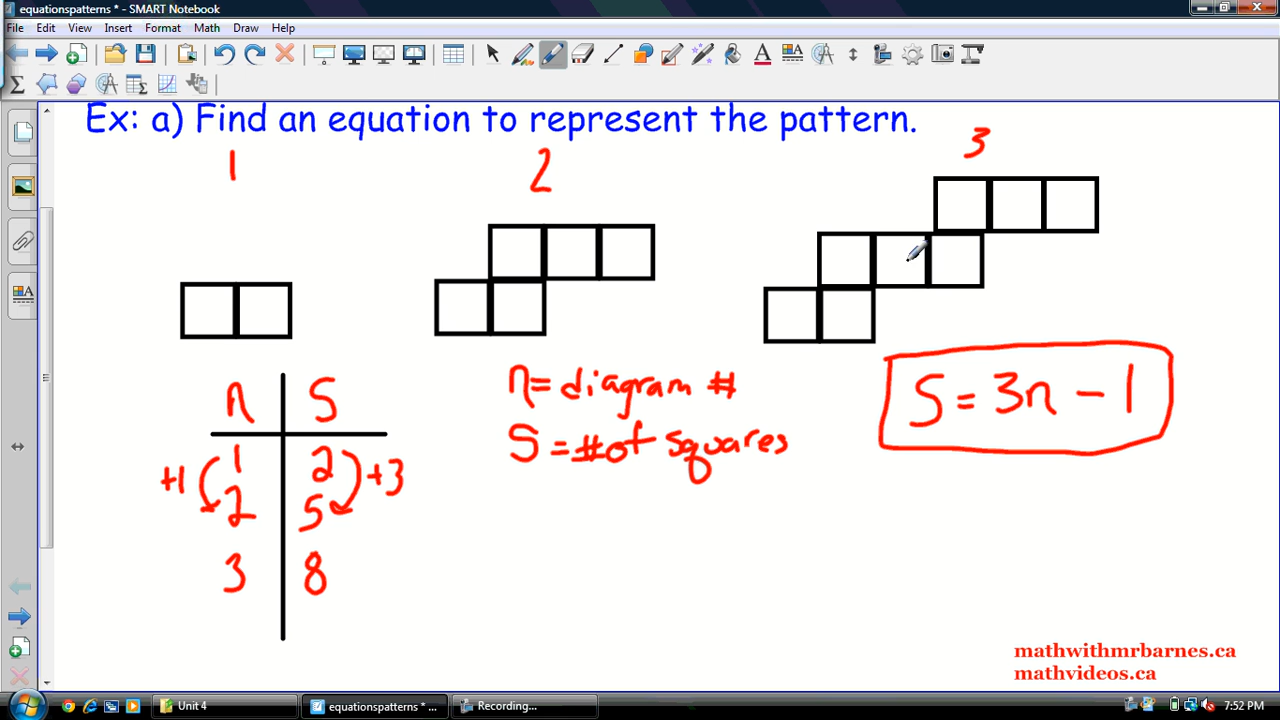 equationspatterns * - SMART Notebook
File Edit View Insert Format Math Draw Help
Ex: a) Find an equation to represent the pattern.
1 2 3
n S
1 2
2 5
3 8
+1 +3
n = diagram #
S = # of squares
S = 3n - 1
mathwithmrbarnes.ca
mathvideos.ca
Unit 4 equationspatterns * ... Recording... 7:52 PM